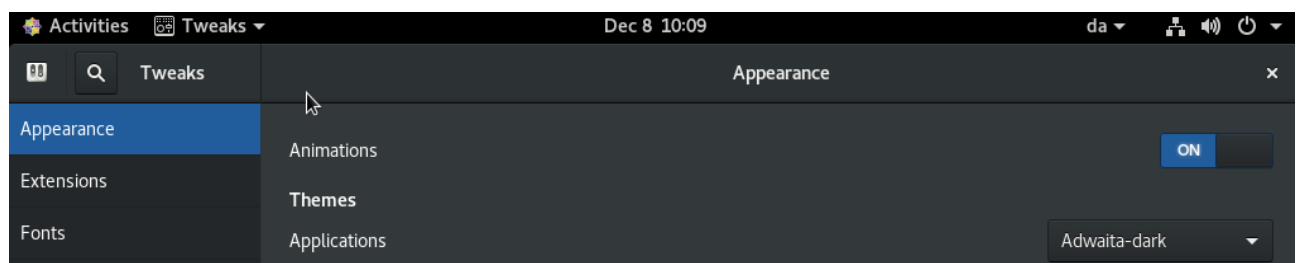 Activities Tweaks Dec 8 10:09 da
Tweaks Appearance
Appearance
Animations ON
Extensions
Themes
Fonts
Applications Adwaita-dark